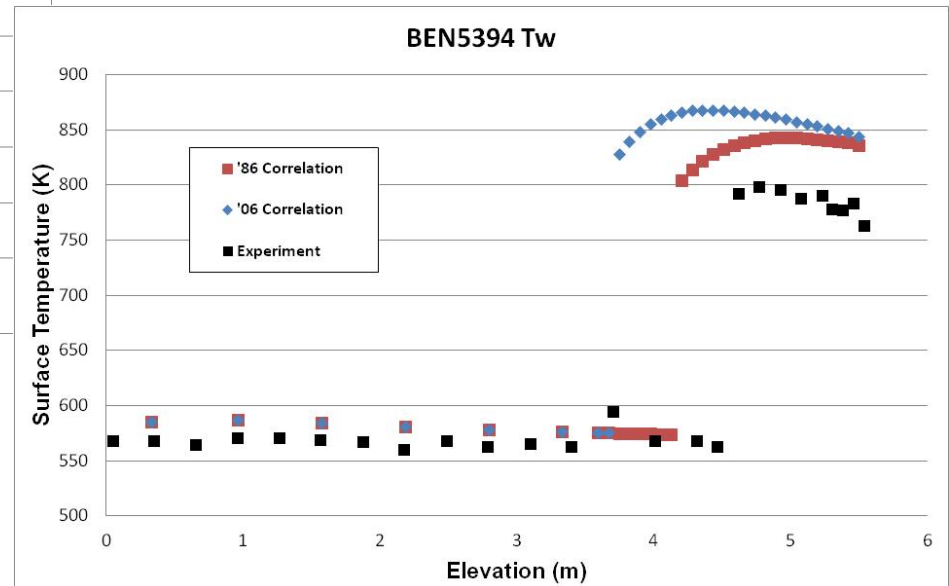 BEN5394 Tw
900
850
800
750
700
650
600
550
500
Surface Temperature (K)
'86 Correlation
'06 Correlation
Experiment
0 1 2 3 4 5 6
Elevation (m)